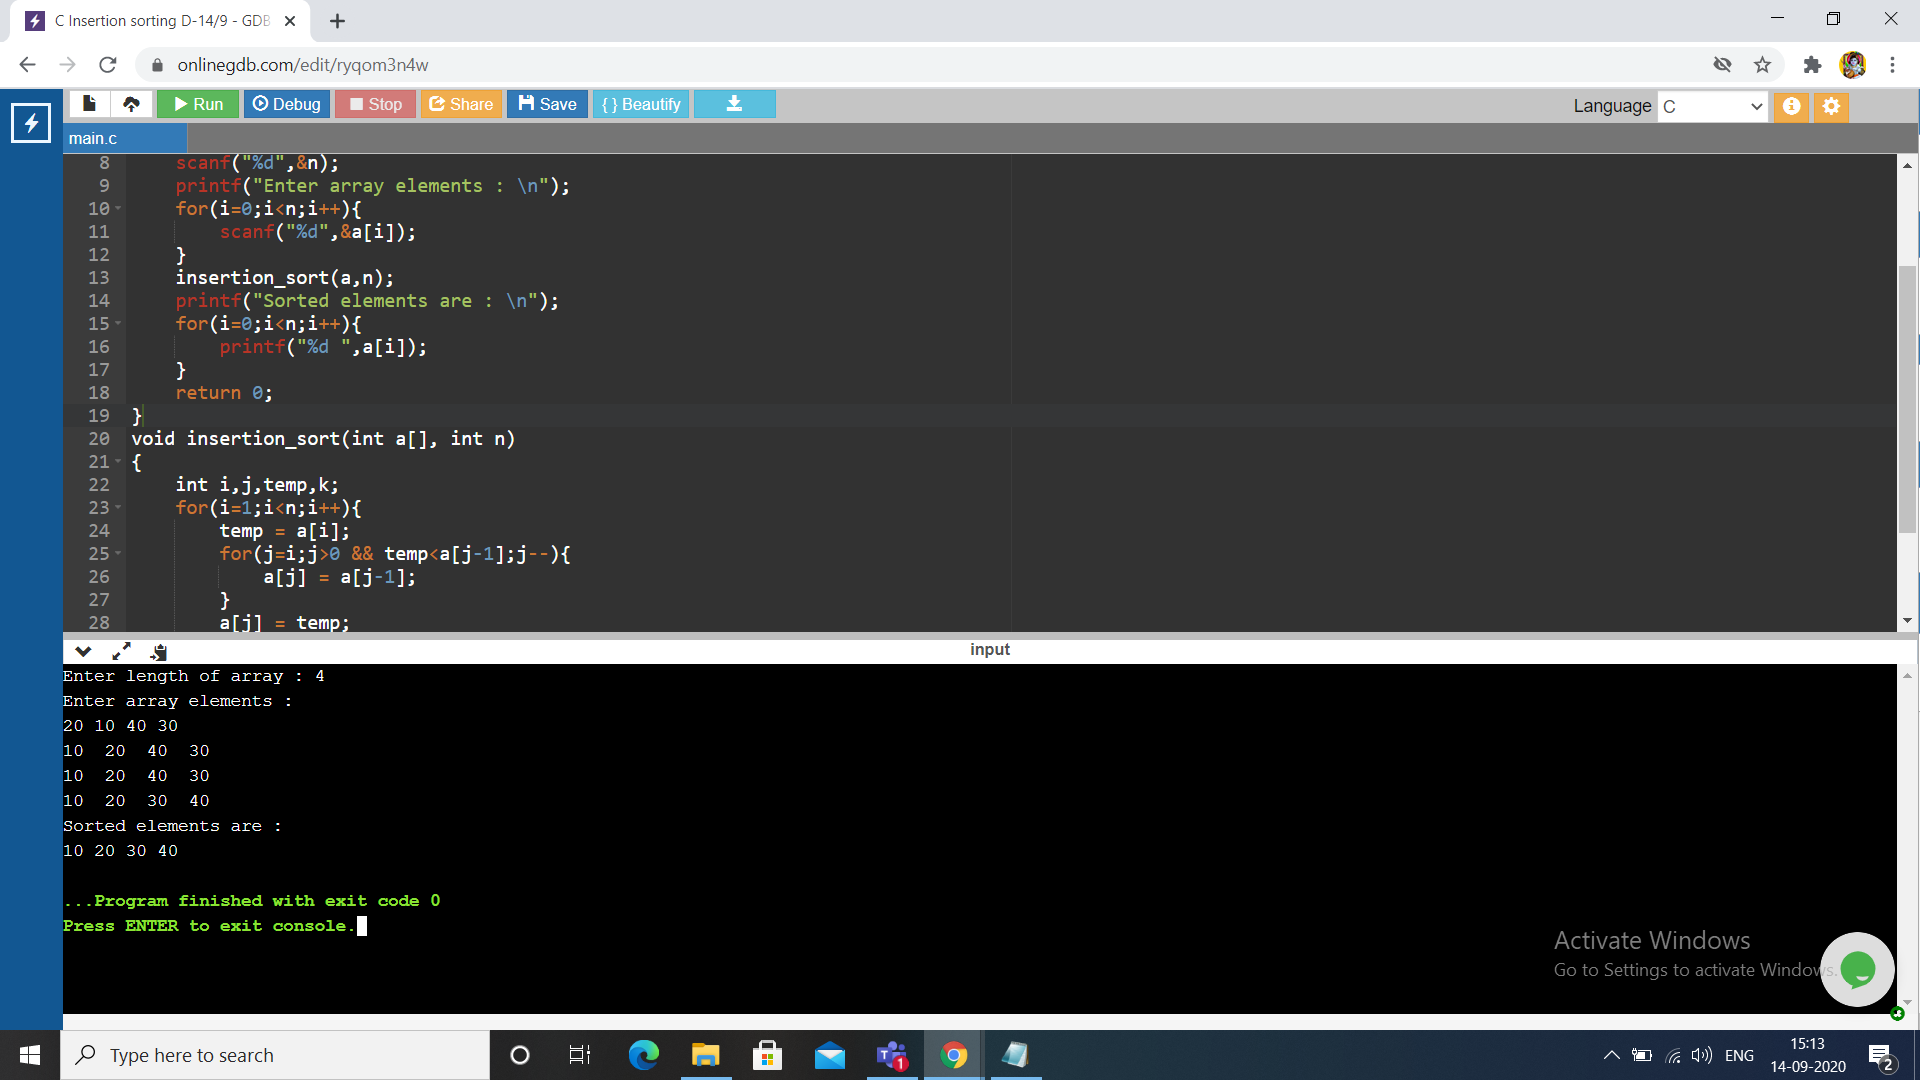 C Insertion sorting D-14/9 - GDB
onlinegdb.com/edit/ryqom3n4w
Run Debug Stop Share Save { } Beautify
Language C
main.c
8 scanf("%d",&n);
9 printf("Enter array elements : \n");
10 for(i=0;i<n;i++){
11 scanf("%d",&a[i]);
12 }
13 insertion_sort(a,n);
14 printf("Sorted elements are : \n");
15 for(i=0;i<n;i++){
16 printf("%d ",a[i]);
17 }
18 return 0;
19 }
20 void insertion_sort(int a[], int n)
21 {
22 int i,j,temp,k;
23 for(i=1;i<n;i++){
24 temp = a[i];
25 for(j=i;j>0 && temp<a[j-1];j--){
26 a[j] = a[j-1];
27 }
28 a[j] = temp;
input
Enter length of array : 4
Enter array elements :
20 10 40 30
10  20  40  30
10  20  40  30
10  20  30  40
Sorted elements are :
10 20 30 40
...Program finished with exit code 0
Press ENTER to exit console.
Activate Windows
Go to Settings to activate Windows.
Type here to search
1
ENG
15:13
14-09-2020
2